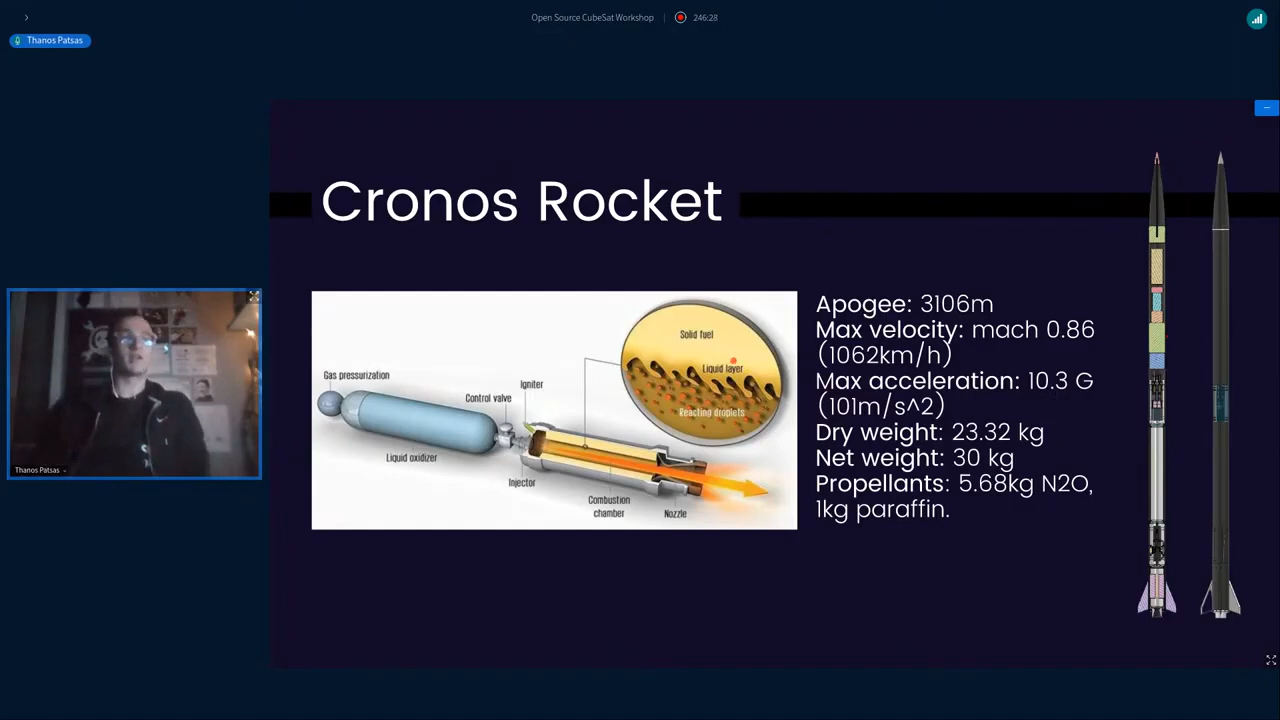 Open Source CubeSat Workshop
246:28
Thanos Patsas
Cronos Rocket
Gas pressurization
Liquid oxidizer
Control valve
Igniter
Injector
Combustion
chamber
Nozzle
Solid fuel
Liquid layer
Reacting droplets
Apogee: 3106m
Max velocity: mach 0.86
(1062km/h)
Max acceleration: 10.3 G
(101m/s^2)
Dry weight: 23.32 kg
Net weight: 30 kg
Propellants: 5.68kg N2O,
1kg paraffin.
Thanos Patsas